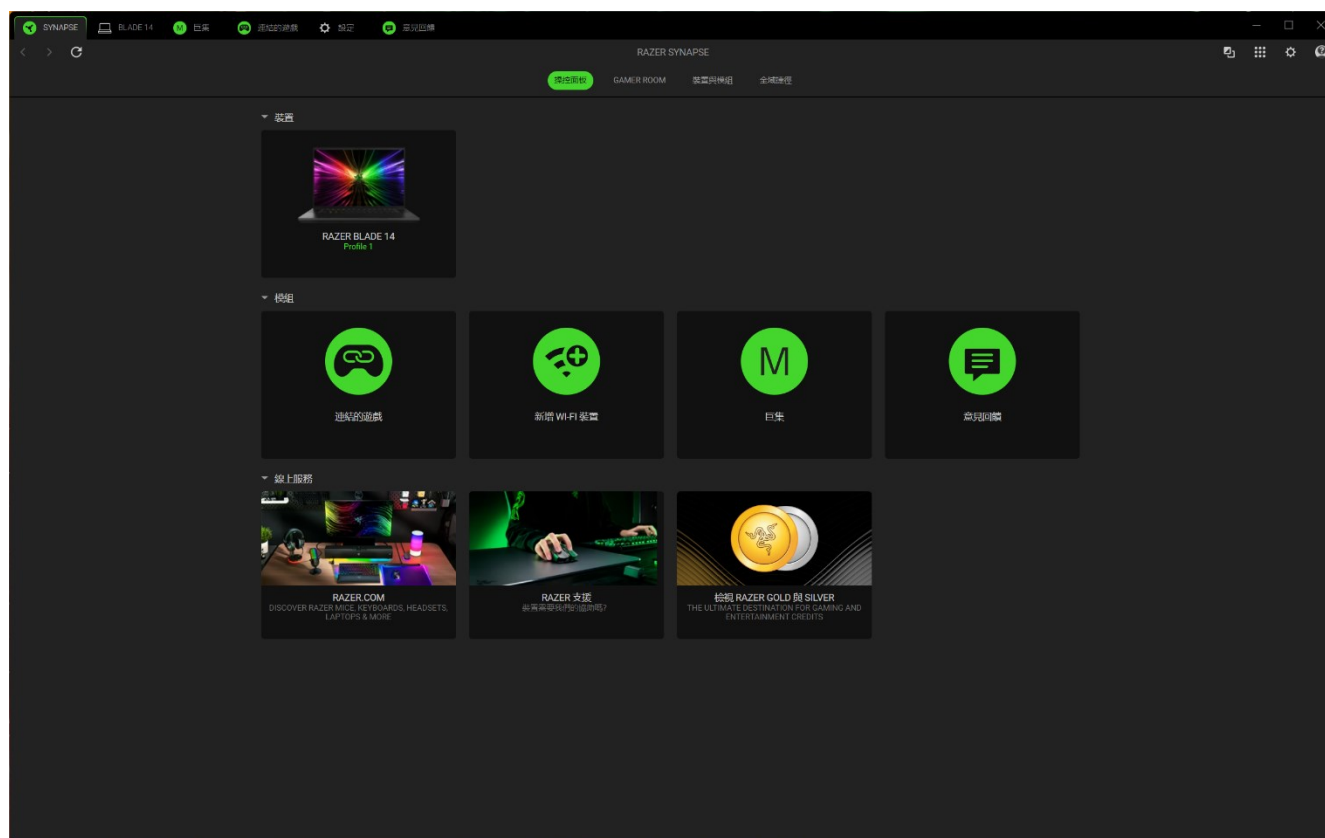 SYNAPSE
BLADE 14
M 巨集
連結的遊戲
設定
意見回饋
RAZER SYNAPSE
操控面板
GAMER ROOM
裝置與模組
全域捷徑
裝置
RAZER BLADE 14
Profile 1
模組
連結的遊戲
新增 WI-FI 裝置
M
巨集
意見回饋
線上服務
RAZER.COM
DISCOVER RAZER MICE, KEYBOARDS, HEADSETS,
LAPTOPS & MORE
RAZER 支援
裝置需要我們的協助嗎?
檢視 RAZER GOLD 與 SILVER
THE ULTIMATE DESTINATION FOR GAMING AND
ENTERTAINMENT CREDITS